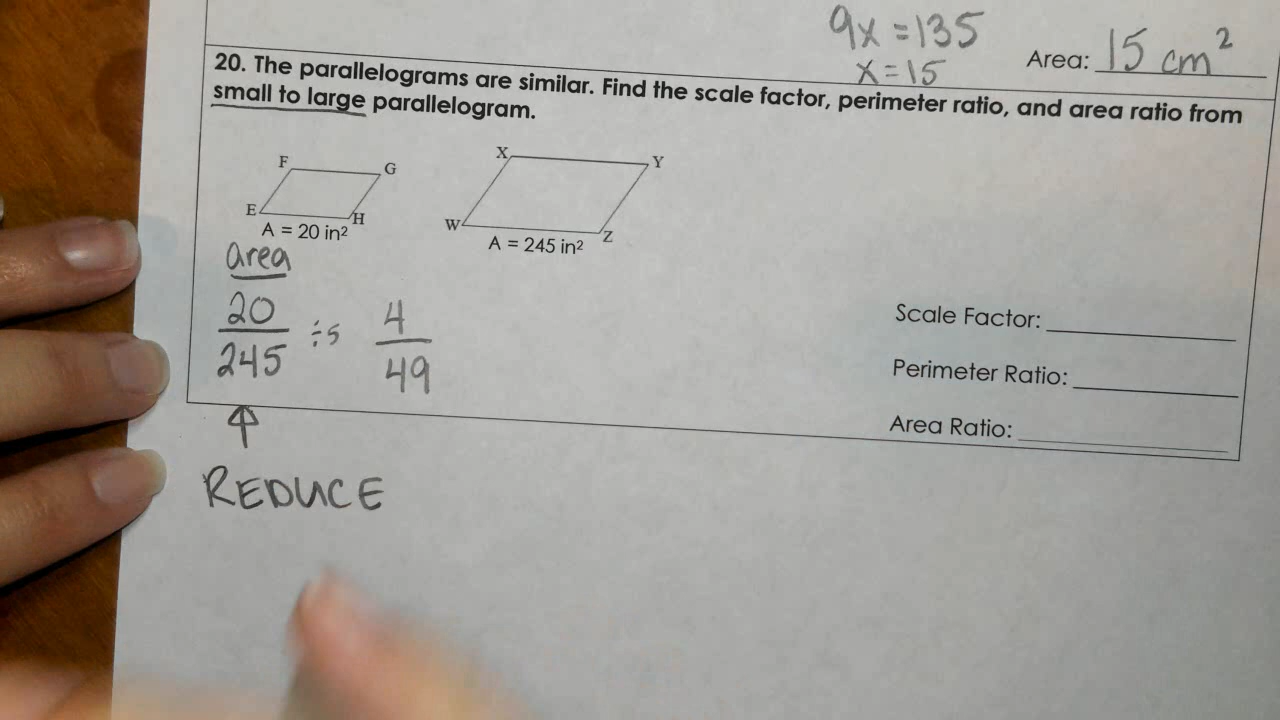 9x = 135
x = 15
Area: 15 cm²
20. The parallelograms are similar. Find the scale factor, perimeter ratio, and area ratio from
small to large parallelogram.
F G
E H
A = 20 in²
X Y
W Z
A = 245 in²
area
20/245 ÷5 4/49
REDUCE
Scale Factor:
Perimeter Ratio:
Area Ratio: